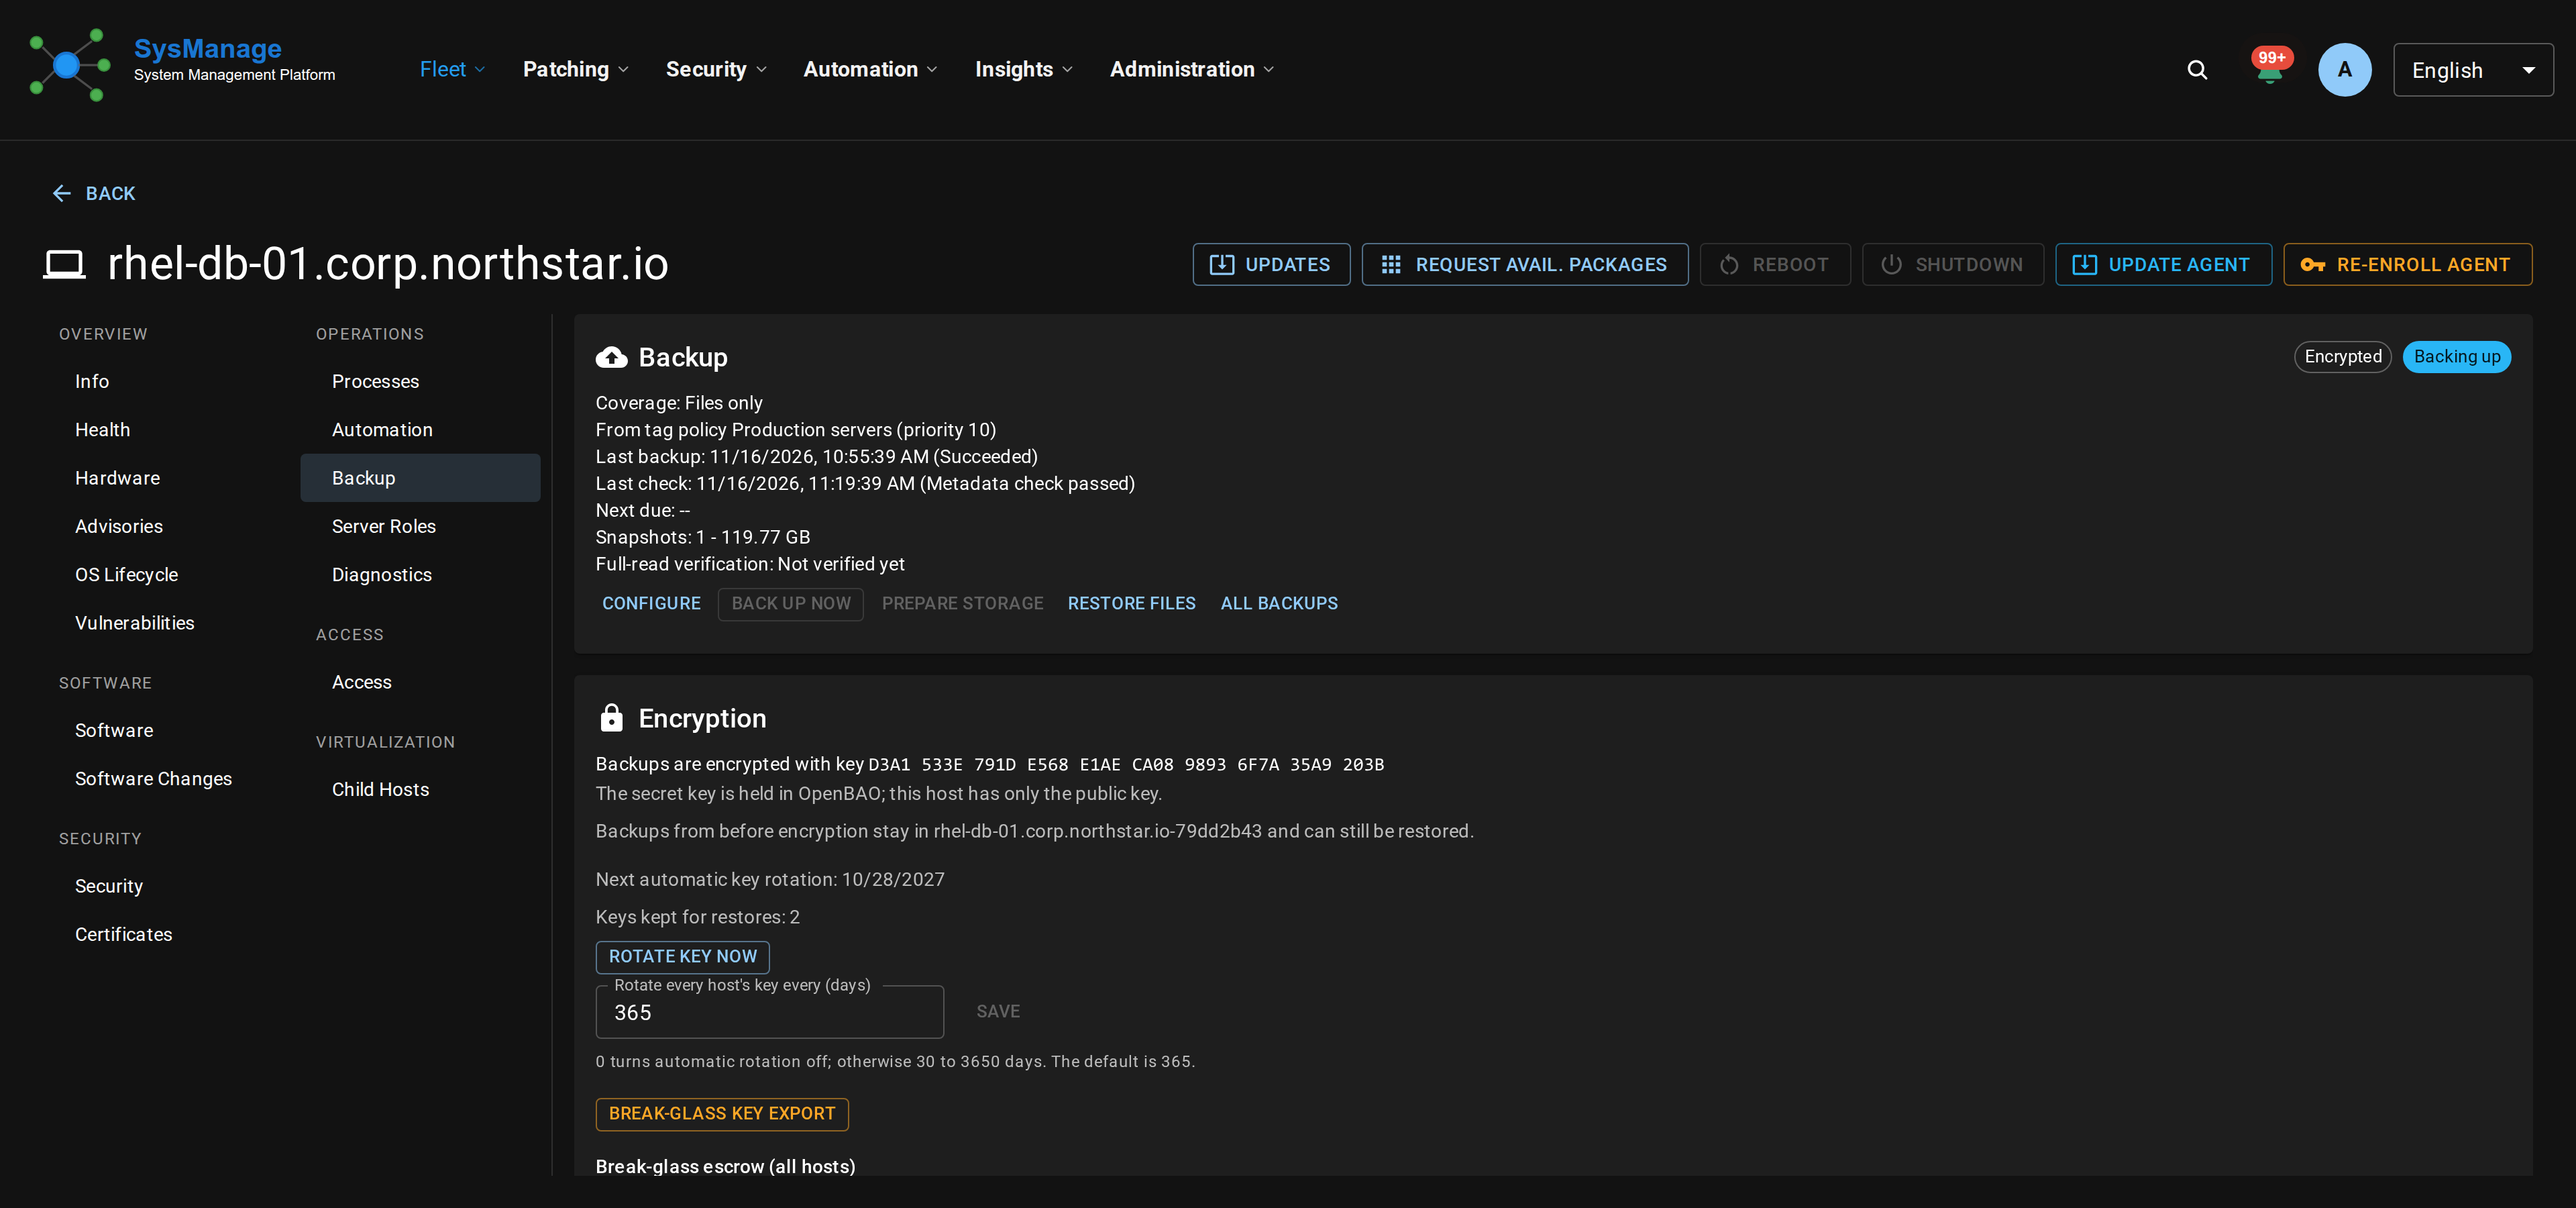 SysManage
System Management Platform
Fleet
Patching
Security
Automation
Insights
Administration
99+
A
English
BACK
rhel-db-01.corp.northstar.io
UPDATES
REQUEST AVAIL. PACKAGES
REBOOT
SHUTDOWN
UPDATE AGENT
RE-ENROLL AGENT
OVERVIEW
Info
Health
Hardware
Advisories
OS Lifecycle
Vulnerabilities
SOFTWARE
Software
Software Changes
SECURITY
Security
Certificates
OPERATIONS
Processes
Automation
Backup
Server Roles
Diagnostics
ACCESS
Access
VIRTUALIZATION
Child Hosts
Backup
Encrypted
Backing up
Coverage: Files only
From tag policy Production servers (priority 10)
Last backup: 11/16/2026, 10:55:39 AM (Succeeded)
Last check: 11/16/2026, 11:19:39 AM (Metadata check passed)
Next due: --
Snapshots: 1 - 119.77 GB
Full-read verification: Not verified yet
CONFIGURE
BACK UP NOW
PREPARE STORAGE
RESTORE FILES
ALL BACKUPS
Encryption
Backups are encrypted with key D3A1 533E 791D E568 E1AE CA08 9893 6F7A 35A9 203B
The secret key is held in OpenBAO; this host has only the public key.
Backups from before encryption stay in rhel-db-01.corp.northstar.io-79dd2b43 and can still be restored.
Next automatic key rotation: 10/28/2027
Keys kept for restores: 2
ROTATE KEY NOW
Rotate every host's key every (days)
365
SAVE
0 turns automatic rotation off; otherwise 30 to 3650 days. The default is 365.
BREAK-GLASS KEY EXPORT
Break-glass escrow (all hosts)